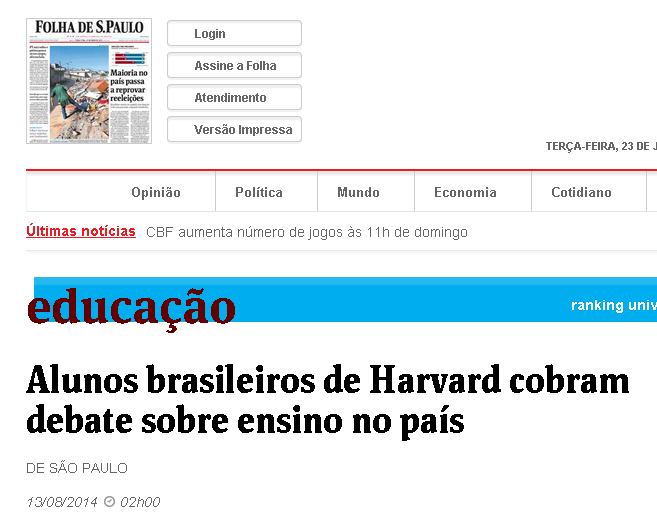 FOLHA DE S.PAULO
Maioria no
país passa
a reprovar
reeleições
Login
Assine a Folha
Atendimento
Versão Impressa
TERÇA-FEIRA, 23 DE
Opinião
Política
Mundo
Economia
Cotidiano
Últimas notícias CBF aumenta número de jogos às 11h de domingo
educação
ranking univ
Alunos brasileiros de Harvard cobram
debate sobre ensino no país
DE SÃO PAULO
13/08/2014 02h00